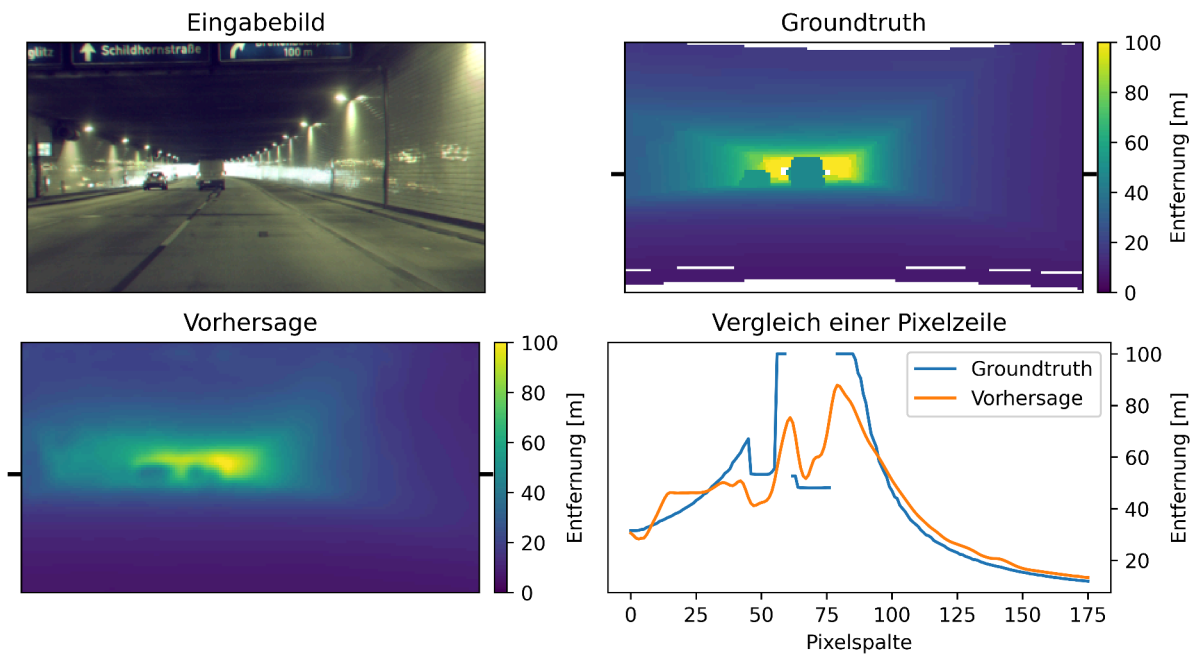 Eingabebild
glitz
Schildhornstraße
100 m
Groundtruth
100
80
60
40
20
0
Entfernung [m]
Vorhersage
100
80
60
40
20
0
Entfernung [m]
Vergleich einer Pixelzeile
Groundtruth
Vorhersage
100
80
60
40
20
Entfernung [m]
0 25 50 75 100 125 150 175
Pixelspalte